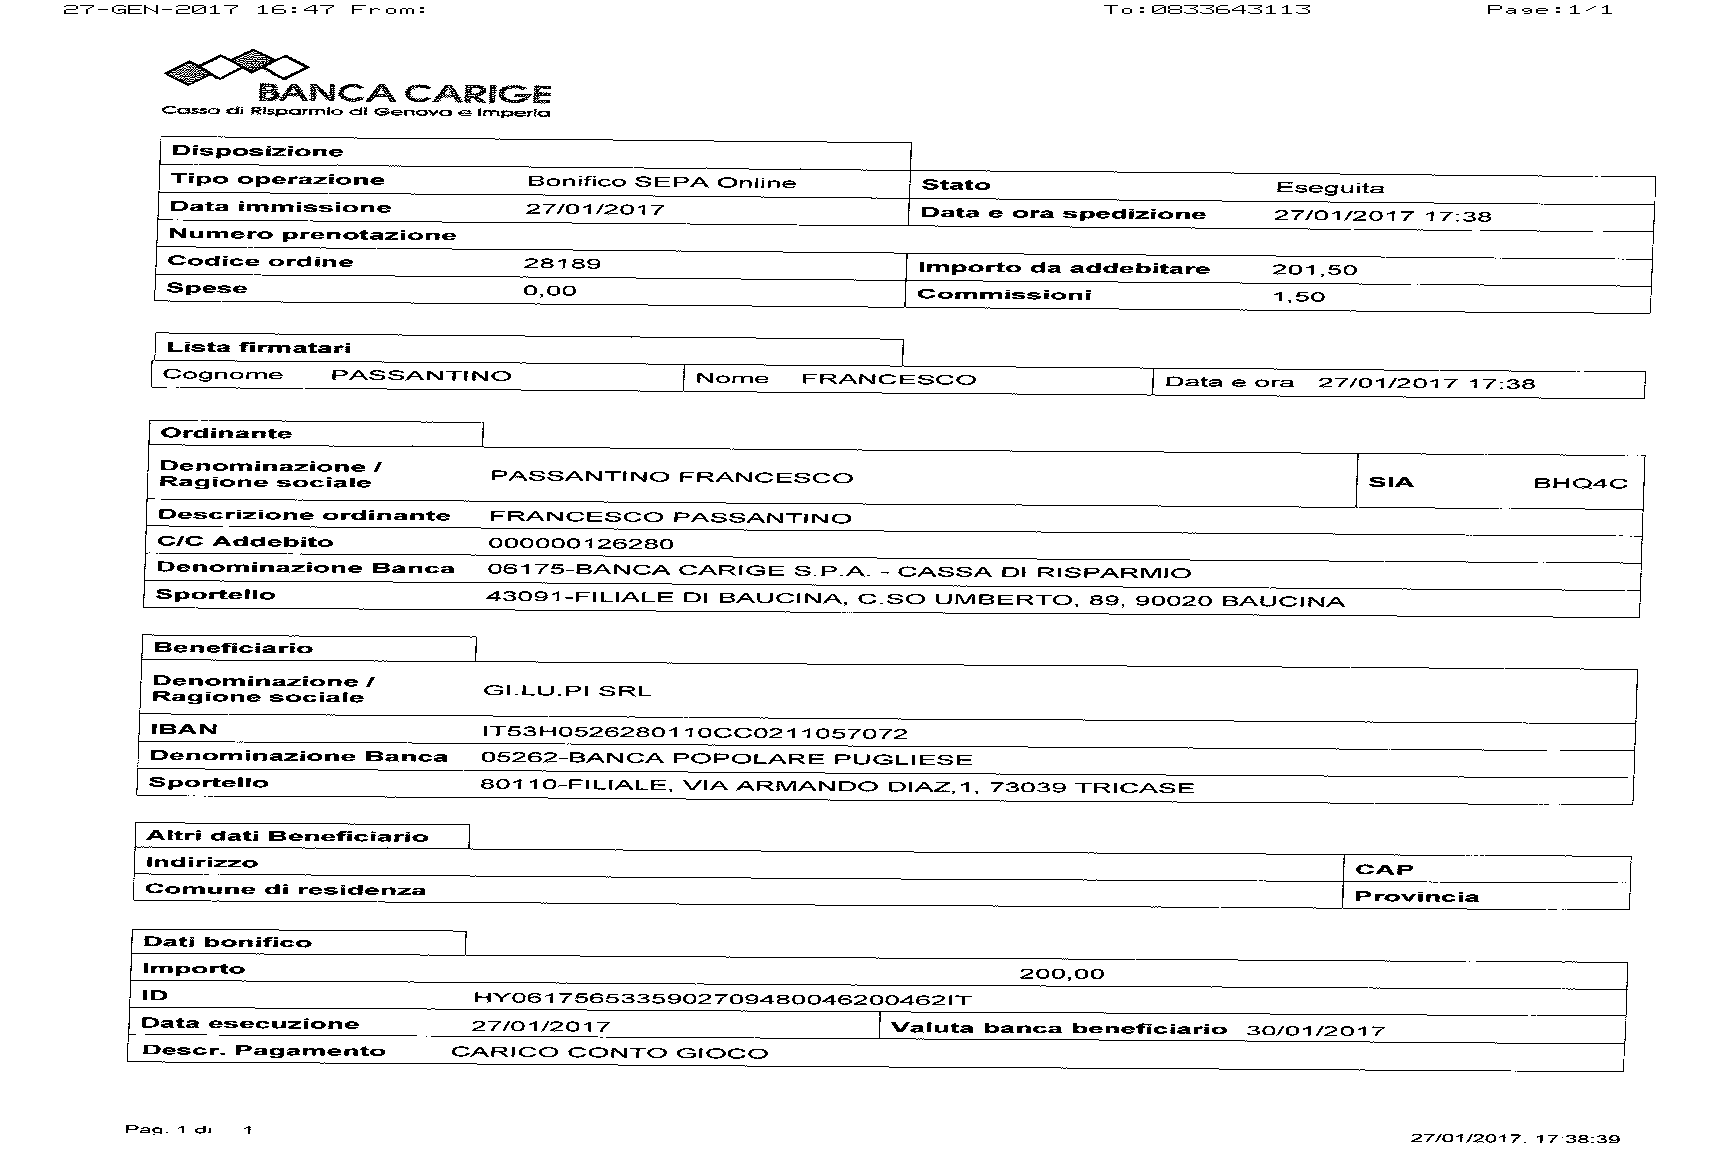 27-GEN-2017 16:47 From: To:0833643113 Page:1/1
BANCA CARIGE
Cassa di Risparmio di Genova e Imperia
Disposizione
Tipo operazione Bonifico SEPA Online Stato Eseguita
Data immissione 27/01/2017 Data e ora spedizione 27/01/2017 17:38
Numero prenotazione
Codice ordine 28189 Importo da addebitare 201,50
Spese 0,00 Commissioni 1,50
Lista firmatari
Cognome PASSANTINO Nome FRANCESCO Data e ora 27/01/2017 17:38
Ordinante
Denominazione /
Ragione sociale PASSANTINO FRANCESCO SIA BHQ4C
Descrizione ordinante FRANCESCO PASSANTINO
C/C Addebito 000000126280
Denominazione Banca 06175-BANCA CARIGE S.P.A. - CASSA DI RISPARMIO
Sportello 43091-FILIALE DI BAUCINA, C.SO UMBERTO, 89, 90020 BAUCINA
Beneficiario
Denominazione /
Ragione sociale GI.LU.PI SRL
IBAN IT53H0526280110CC0211057072
Denominazione Banca 05262-BANCA POPOLARE PUGLIESE
Sportello 80110-FILIALE, VIA ARMANDO DIAZ,1, 73039 TRICASE
Altri dati Beneficiario
Indirizzo CAP
Comune di residenza Provincia
Dati bonifico
Importo 200,00
ID HY0617565335902709480046200462IT
Data esecuzione 27/01/2017 Valuta banca beneficiario 30/01/2017
Descr. Pagamento CARICO CONTO GIOCO
Pag. 1 di 1
27/01/2017. 17:38:39